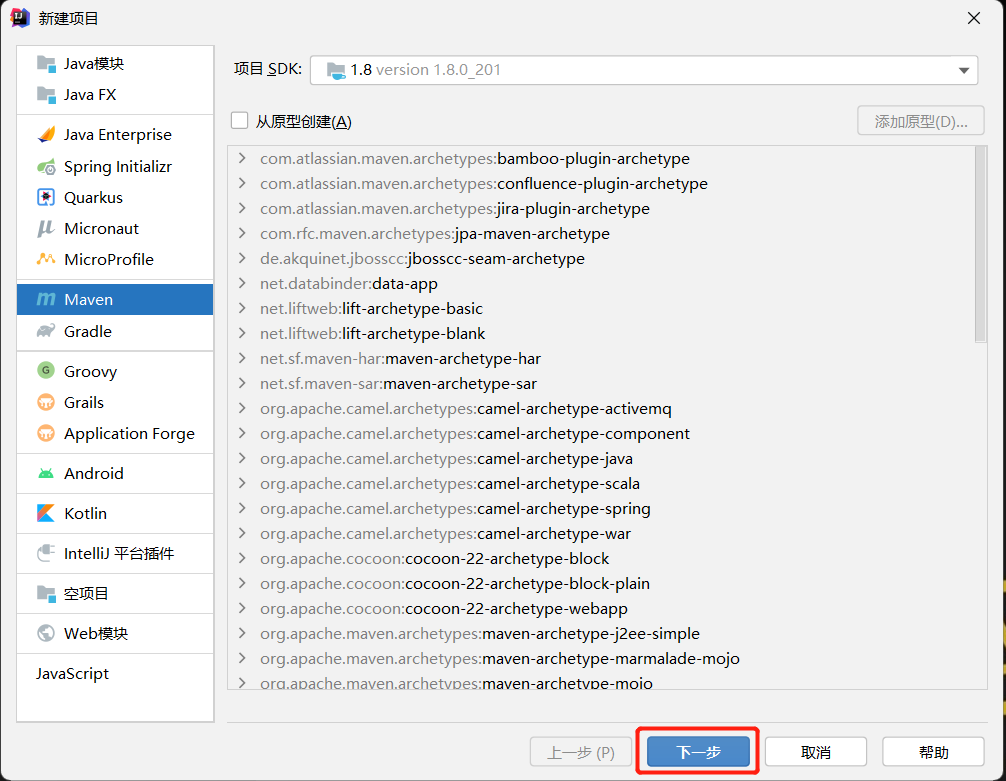 新建项目
Java模块
Java FX
Java Enterprise
Spring Initializr
Quarkus
Micronaut
MicroProfile
Maven
Gradle
Groovy
Grails
Application Forge
Android
Kotlin
IntelliJ 平台插件
空项目
Web模块
JavaScript
项目 SDK: 1.8 version 1.8.0_201
从原型创建(A) 添加原型(D)...
com.atlassian.maven.archetypes:bamboo-plugin-archetype
com.atlassian.maven.archetypes:confluence-plugin-archetype
com.atlassian.maven.archetypes:jira-plugin-archetype
com.rfc.maven.archetypes:jpa-maven-archetype
de.akquinet.jbosscc:jbosscc-seam-archetype
net.databinder:data-app
net.liftweb:lift-archetype-basic
net.liftweb:lift-archetype-blank
net.sf.maven-har:maven-archetype-har
net.sf.maven-sar:maven-archetype-sar
org.apache.camel.archetypes:camel-archetype-activemq
org.apache.camel.archetypes:camel-archetype-component
org.apache.camel.archetypes:camel-archetype-java
org.apache.camel.archetypes:camel-archetype-scala
org.apache.camel.archetypes:camel-archetype-spring
org.apache.camel.archetypes:camel-archetype-war
org.apache.cocoon:cocoon-22-archetype-block
org.apache.cocoon:cocoon-22-archetype-block-plain
org.apache.cocoon:cocoon-22-archetype-webapp
org.apache.maven.archetypes:maven-archetype-j2ee-simple
org.apache.maven.archetypes:maven-archetype-marmalade-mojo
org.apache.maven.archetypes:maven-archetype-mojo
上一步 (P) 下一步 取消 帮助